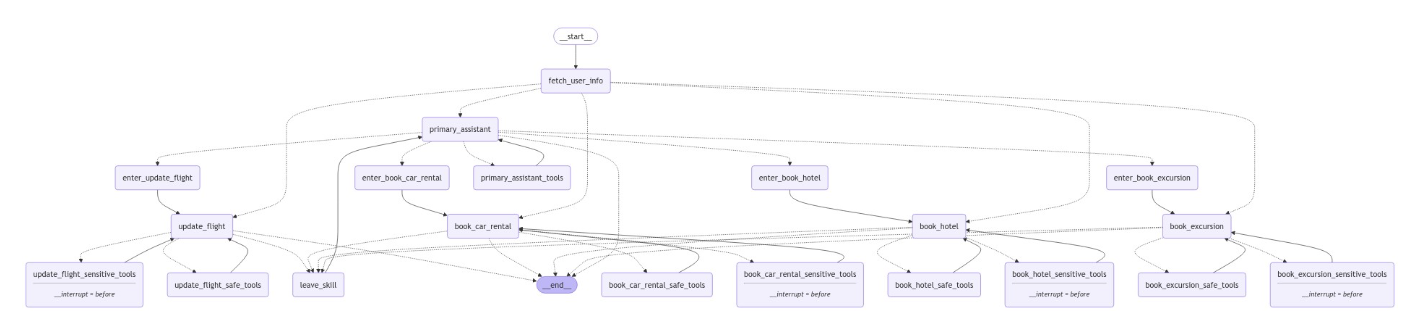 __start__
fetch_user_info
primary_assistant
enter_update_flight
enter_book_car_rental
primary_assistant_tools
enter_book_hotel
enter_book_excursion
update_flight
book_car_rental
book_hotel
book_excursion
update_flight_sensitive_tools
__interrupt = before
update_flight_safe_tools
leave_skill
__end__
book_car_rental_safe_tools
book_car_rental_sensitive_tools
__interrupt = before
book_hotel_safe_tools
book_hotel_sensitive_tools
__interrupt = before
book_excursion_safe_tools
book_excursion_sensitive_tools
__interrupt = before